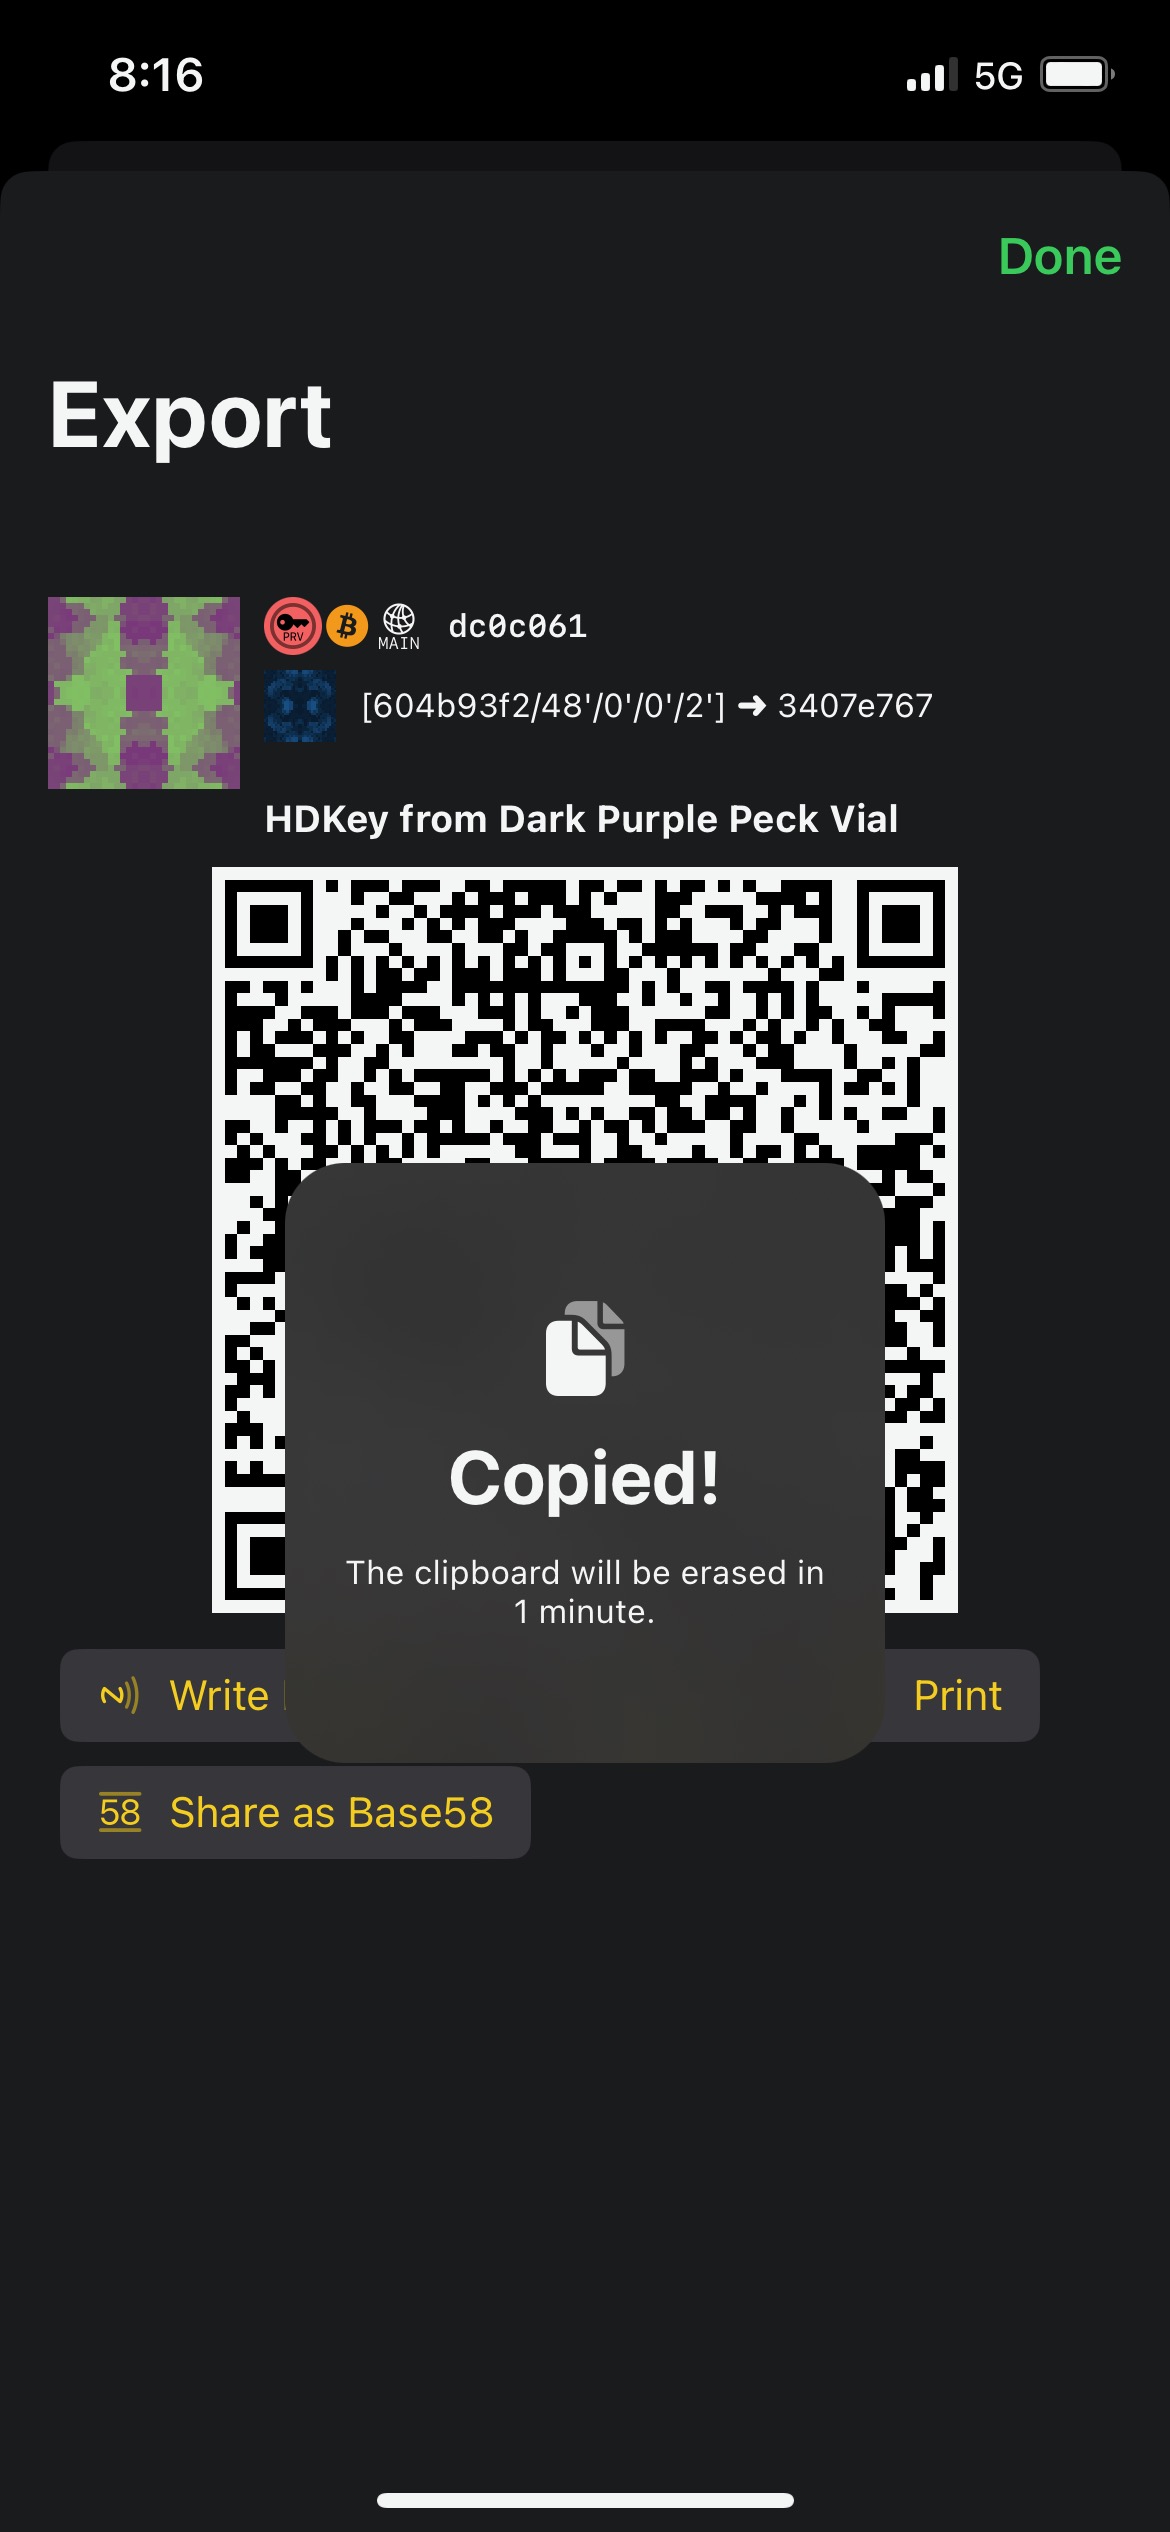 8:16
5G
Done
Export
PRV
MAIN
dc0c061
[604b93f2/48'/0'/0'/2'] ➜ 3407e767
HDKey from Dark Purple Peck Vial
Copied!
The clipboard will be erased in
1 minute.
Write
Print
58
Share as Base58